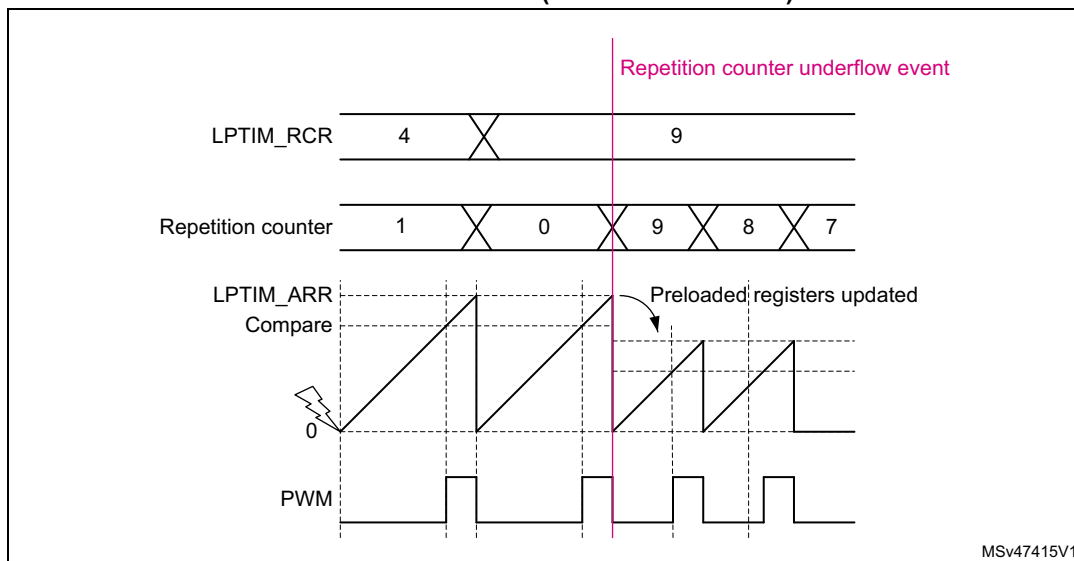 Repetition counter underflow event
LPTIM_RCR 4 9
Repetition counter 1 0 9 8 7
LPTIM_ARR Preloaded registers updated
Compare
0
PWM
MSv47415V1